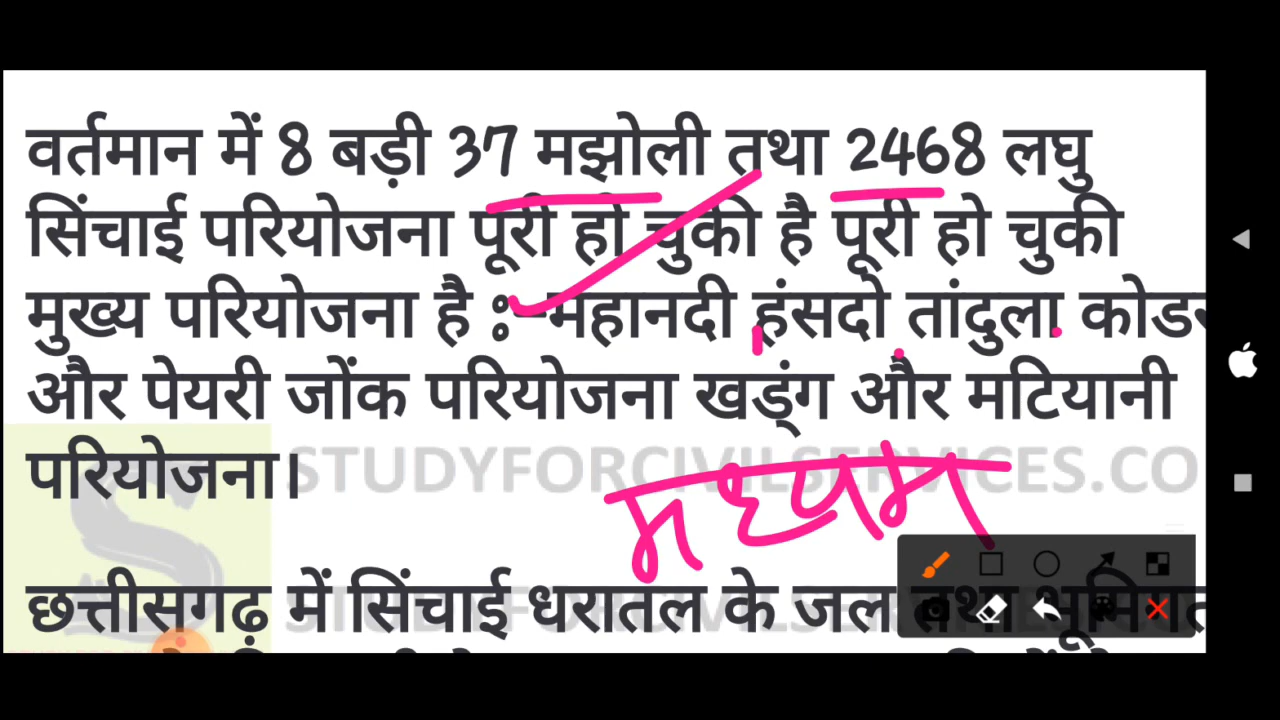 वर्तमान में 8 बड़ी 37 मझोली तथा 2468 लघु
सिंचाई परियोजना पूरी हो चुकी है पूरी हो चुकी
मुख्य परियोजना है :-महानदी हंसदो तांदुला
और पेयरी जोंक परियोजना खड्ंग और मटियानी
परियोजना।
STUDYFORCIVILSERVICES.CO
मध्यम
छत्तीसगढ़ में सिंचाई धरातल के जल तथा